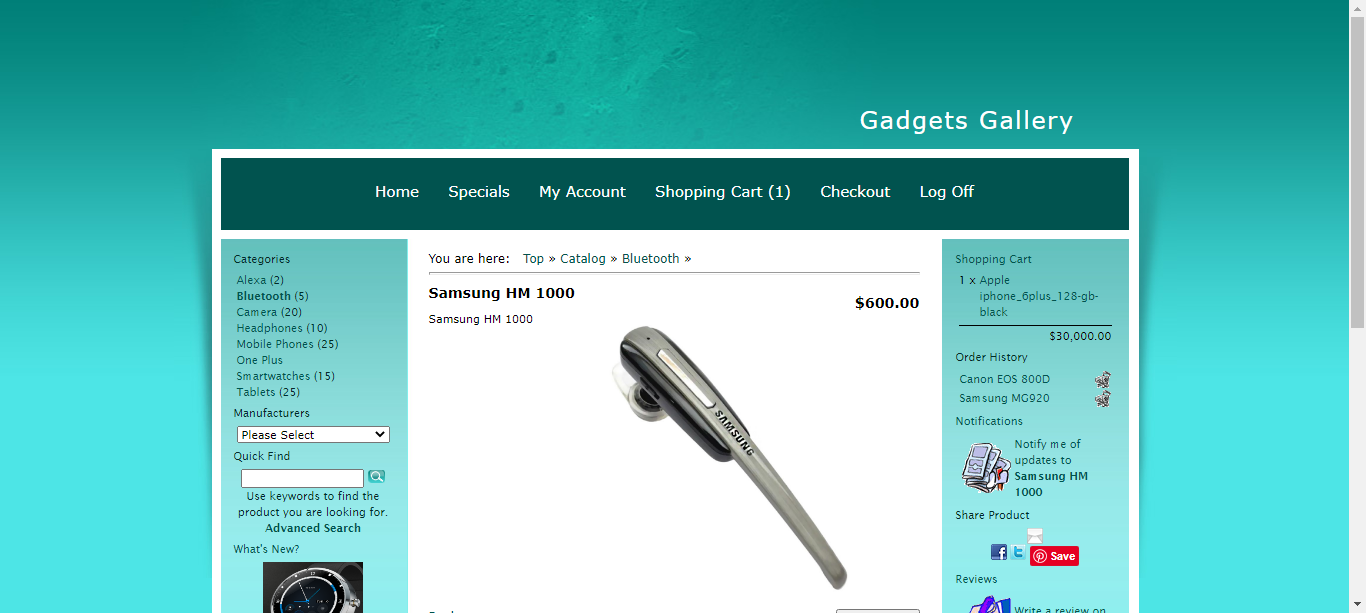 Gadgets Gallery
Home Specials My Account Shopping Cart (1) Checkout Log Off
Categories
Alexa (2)
Bluetooth (5)
Camera (20)
Headphones (10)
Mobile Phones (25)
One Plus
Smartwatches (15)
Tablets (25)
Manufacturers
Please Select
Quick Find
Use keywords to find the
product you are looking for.
Advanced Search
What's New?
You are here: Top » Catalog » Bluetooth »
Samsung HM 1000
$600.00
Samsung HM 1000
SAMSUNG
Shopping Cart
1 x Apple
iphone_6plus_128-gb-
black
$30,000.00
Order History
Canon EOS 800D
Samsung MG920
Notifications
Notify me of
updates to
Samsung HM
1000
Share Product
Save
Reviews
Write a review on